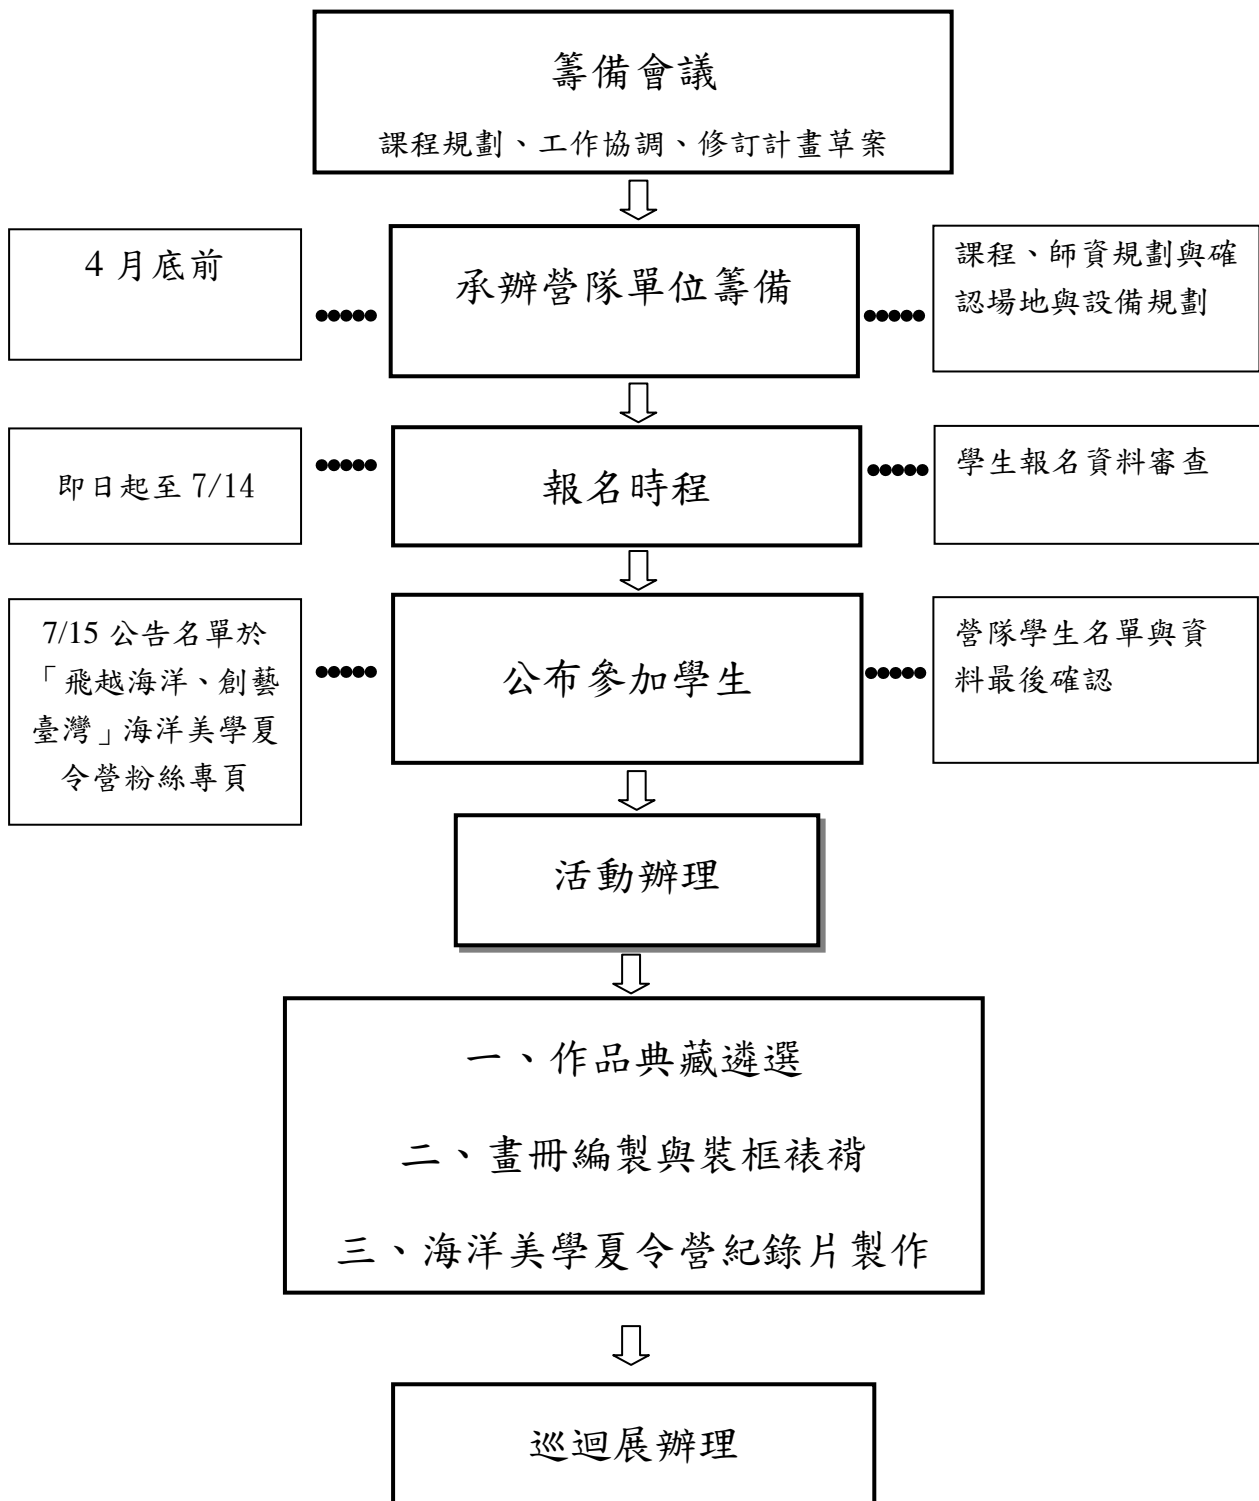 籌備會議
課程規劃、工作協調、修訂計畫草案
4 月底前
承辦營隊單位籌備
課程、師資規劃與確
認場地與設備規劃
即日起至 7/14
報名時程
學生報名資料審查
7/15 公告名單於
「飛越海洋、創藝
臺灣」海洋美學夏
令營粉絲專頁
公布參加學生
營隊學生名單與資
料最後確認
活動辦理
一、作品典藏遴選
二、畫冊編製與裝框裱褙
三、海洋美學夏令營紀錄片製作
巡迴展辦理